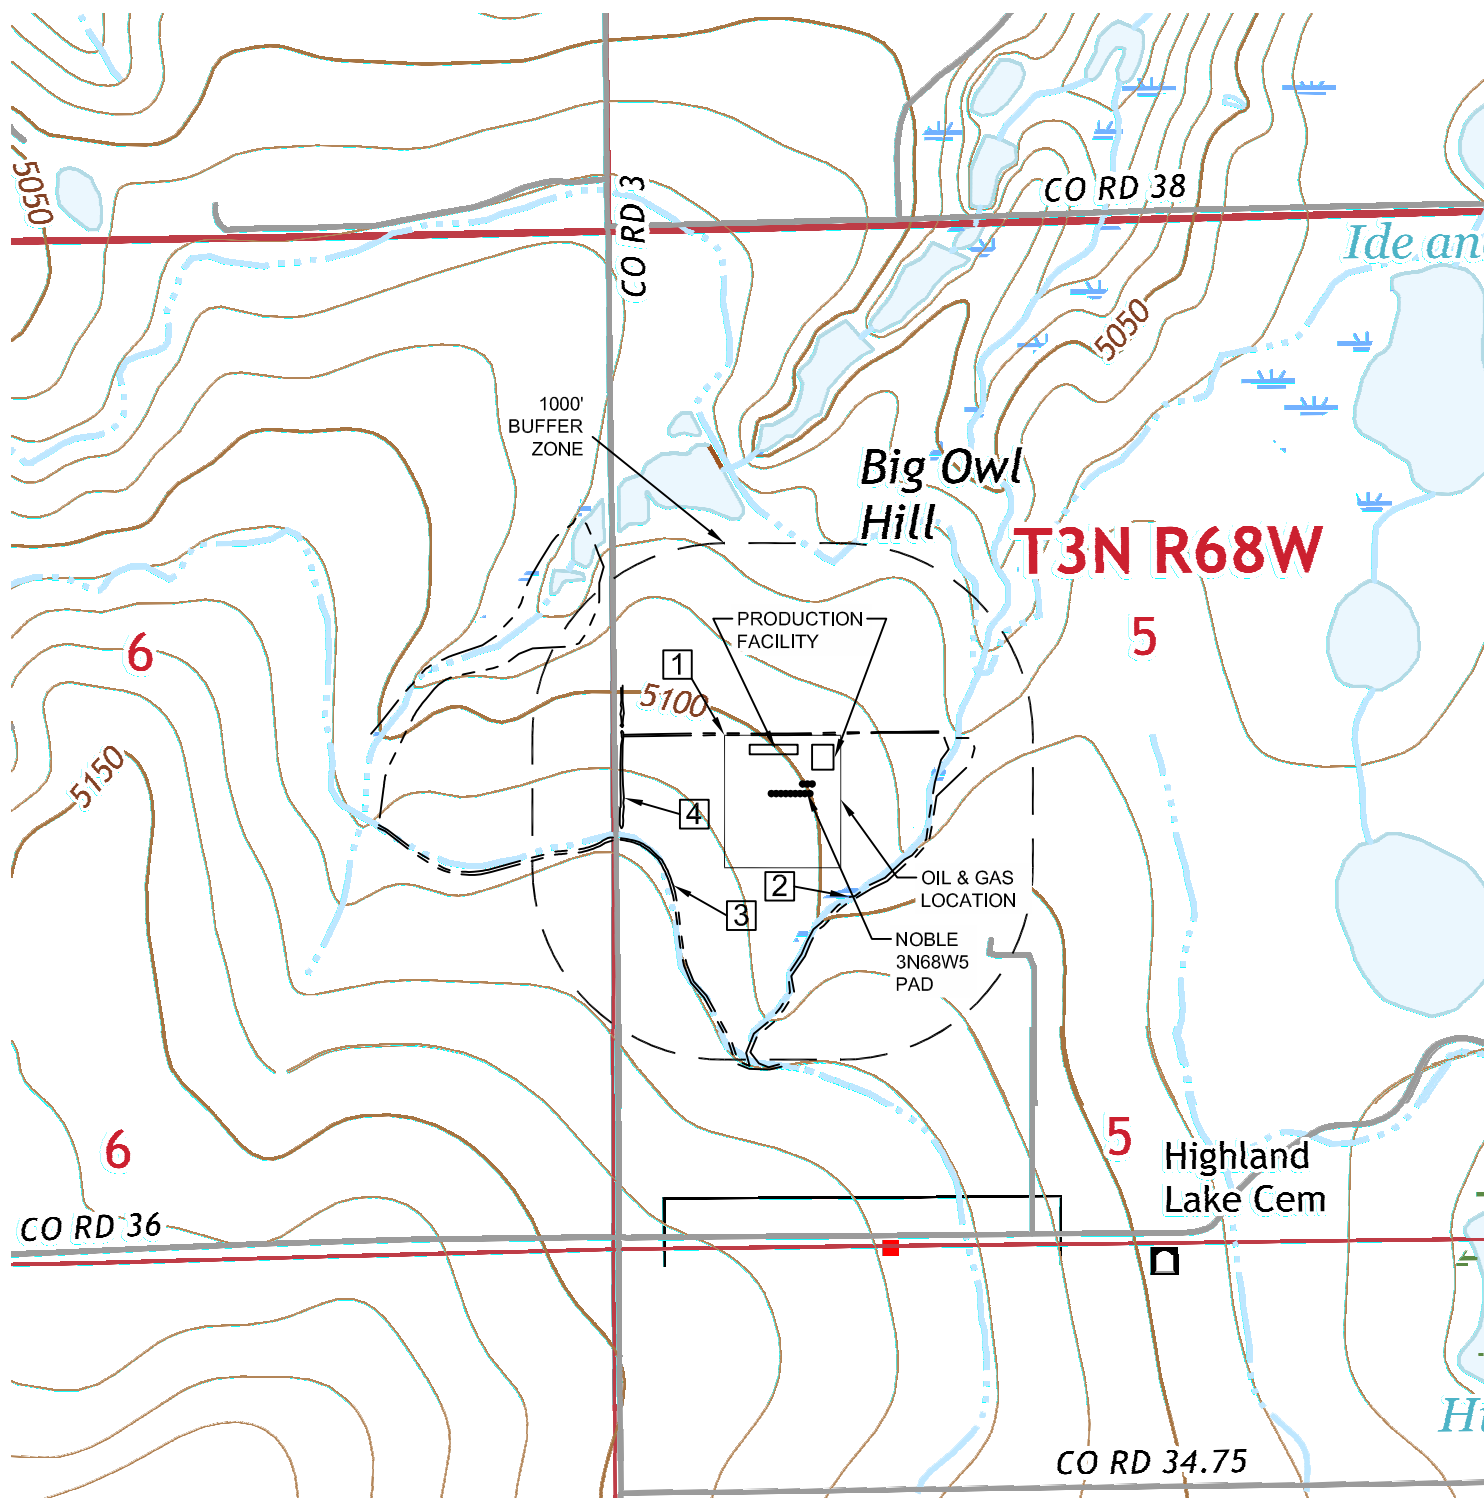 5050
CO RD 3
CO RD 38
Ide an
5050
1000'
BUFFER
ZONE
Big Owl
Hill
T3N R68W
6
5
PRODUCTION
FACILITY
1
5100
5150
4
2
OIL & GAS
LOCATION
3
NOBLE
3N68W5
PAD
6
5
Highland
Lake Cem
CO RD 36
CO RD 34.75